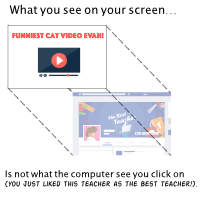 What you see on your screen...
FUNNIEST CAT VIDEO EVAH!
The Best
Teacher
Is not what the computer see you click on
(YOU JUST LIKED THIS TEACHER AS THE BEST TEACHER!).